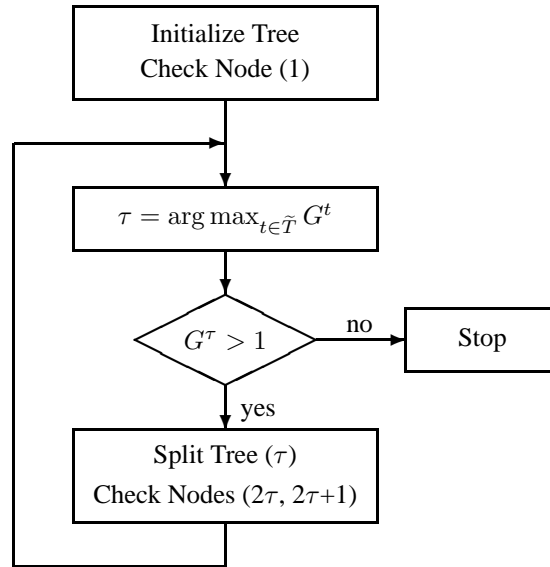 Initialize Tree
Check Node (1)
τ = arg max_{t∈T̃} G^t
G^τ > 1
no
Stop
yes
Split Tree (τ)
Check Nodes (2τ, 2τ+1)